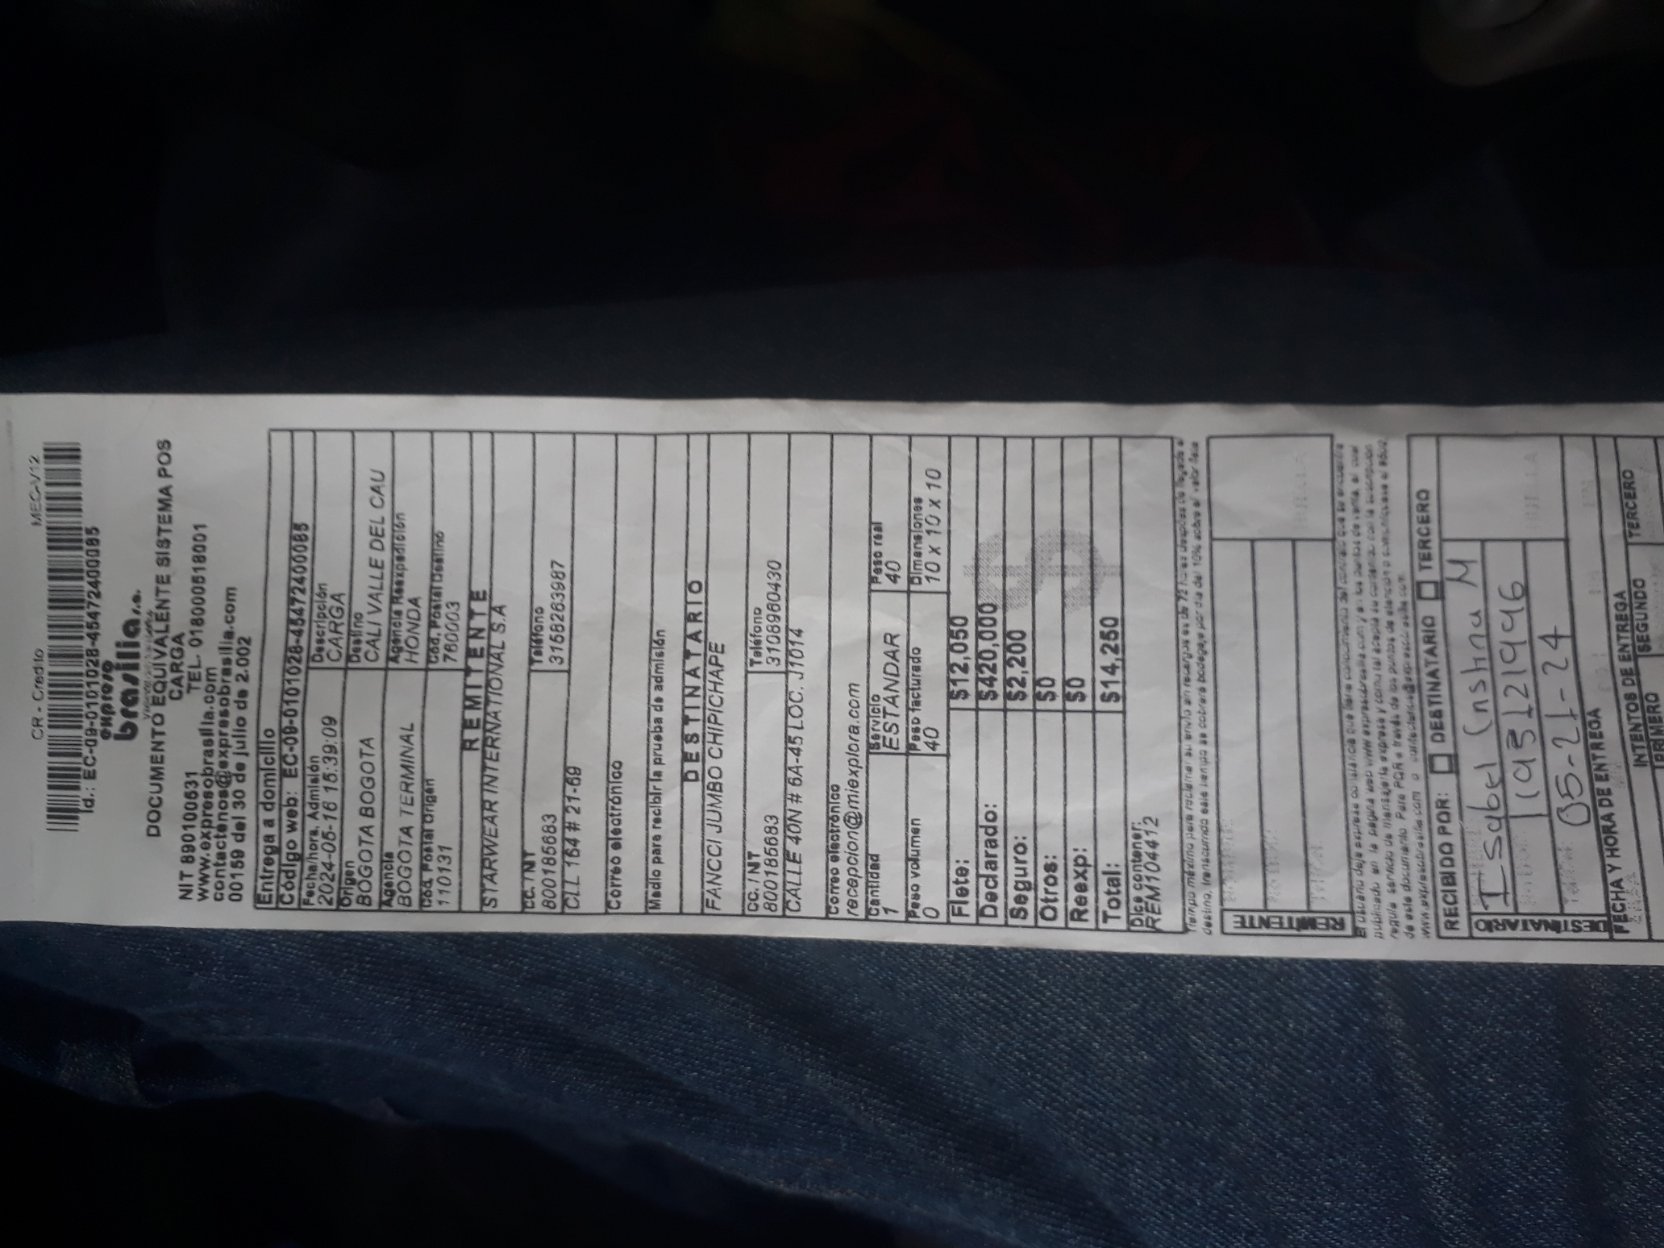 CR - Credito MEC-V12
Id.: EC-09-0101028-45472400085
expreso
brasilia s.a.
DOCUMENTO EQUIVALENTE SISTEMA POS
CARGA
NIT 890100531 TEL. 018000518001
www.expresobrasilia.com
contactenos@expresobrasilia.com
00159 del 30 de julio de 2.002
Entrega a domicilio
Código web: EC-09-0101028-45472400085
Fecha/hora. Admisión Descripción
2024-05-16 15:39:09 CARGA
Origen Destino
BOGOTA BOGOTA CALI VALLE DEL CAU
Agencia Agencia Reexpedición
BOGOTA TERMINAL HONDA
Cód. Postal Origen Cód. Postal Destino
110131 760003
REMITENTE
STARWEAR INTERNATIONAL S.A
CC. / NT Teléfono
800185683 3158263987
CLL 164 # 21-69
Correo electrónico
Medio para recibir la prueba de admisión
DESTINATARIO
FANCCI JUMBO CHIPICHAPE
CC. / NT Teléfono
800185683 3108960430
CALLE 40N # 6A-45 LOC. J1014
Correo electrónico
recepcion@miexplora.com
Cantidad Servicio Peso real
1 ESTANDAR 40
Peso volumen Peso facturado Dimensiones
0 40 10 x 10 x 10
Flete: $12,050
Declarado: $420,000
Seguro: $2,200
Otros: $0
Reexp: $0
Total: $14,250
Dice contener:
REM104412
REMITENTE
RECIBIDO POR: DESTINATARIO TERCERO
DESTINATARIO
Isabel Cristina M
05-21-24
FECHA Y HORA DE ENTREGA
INTENTOS DE ENTREGA
PRIMERO SEGUNDO TERCERO